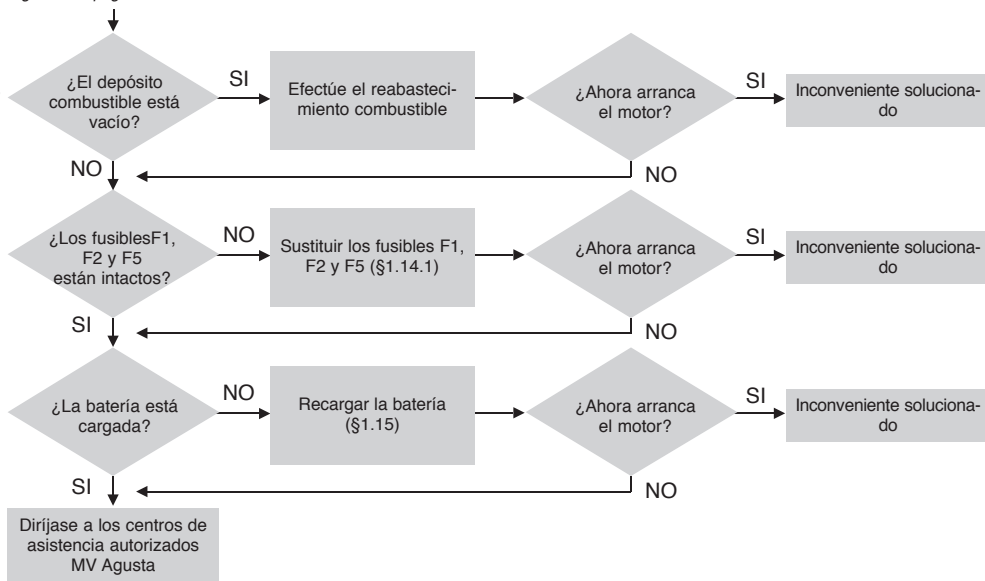 ¿El depósito
combustible está
vacío?
SI
Efectúe el reabasteci-
miento combustible
¿Ahora arranca
el motor?
SI
Inconveniente soluciona-
do
NO
NO
¿Los fusiblesF1,
F2 y F5
están intactos?
NO
Sustituir los fusibles F1,
F2 y F5 (§1.14.1)
¿Ahora arranca
el motor?
SI
Inconveniente soluciona-
do
SI
NO
¿La batería está
cargada?
NO
Recargar la batería
(§1.15)
¿Ahora arranca
el motor?
SI
Inconveniente soluciona-
do
SI
NO
Diríjase a los centros de
asistencia autorizados
MV Agusta